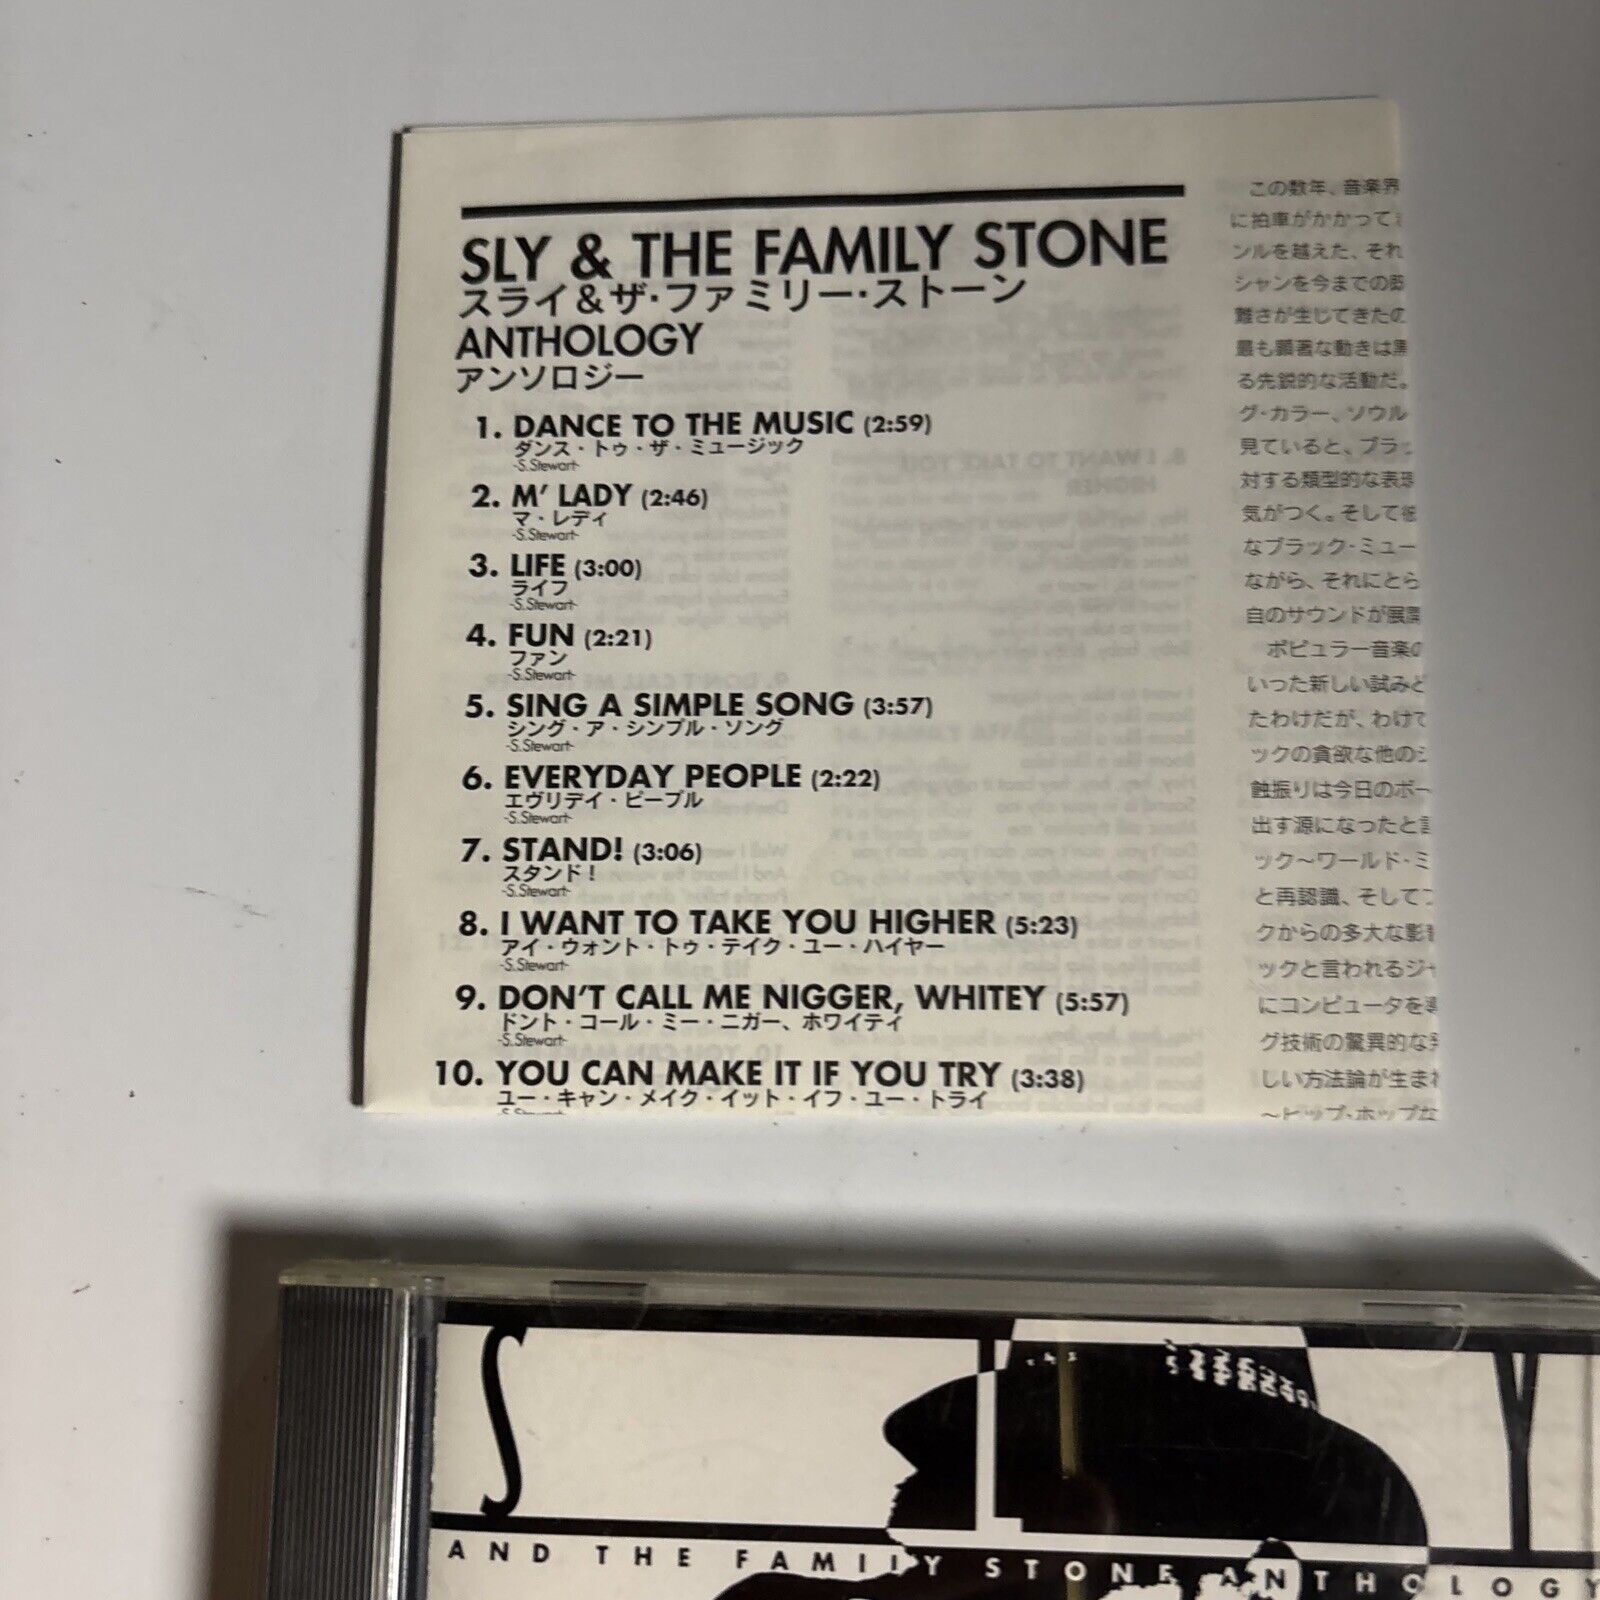 SLY & THE FAMILY STONE
スライ&ザ・ファミリー・ストーン
ANTHOLOGY
アンソロジー
1. DANCE TO THE MUSIC (2:59)
ダンス・トゥ・ザ・ミュージック
-S.Stewart-
2. M' LADY (2:46)
マ・レディ
-S.Stewart-
3. LIFE (3:00)
ライフ
-S.Stewart-
4. FUN (2:21)
ファン
-S.Stewart-
5. SING A SIMPLE SONG (3:57)
シング・ア・シンプル・ソング
-S.Stewart-
6. EVERYDAY PEOPLE (2:22)
エヴリデイ・ピープル
-S.Stewart-
7. STAND! (3:06)
スタンド!
-S.Stewart-
8. I WANT TO TAKE YOU HIGHER (5:23)
アイ・ウォント・トゥ・テイク・ユー・ハイヤー
-S.Stewart-
9. DON'T CALL ME NIGGER, WHITEY (5:57)
ドント・コール・ミー・ニガー、ホワイティ
-S.Stewart-
10. YOU CAN MAKE IT IF YOU TRY (3:38)
ユー・キャン・メイク・イット・イフ・ユー・トライ
この数年、音楽界
に拍車がかかって
ンルを越えた、それ
シャンを今までの既
難さが生じてきたの
最も顕著な動きは黒
る先鋭的な活動だ。
グ・カラー、ソウル
見ていると、ブラッ
対する類型的な表現
気がつく。そして彼
なブラック・ミュー
ながら、それにとら
自のサウンドが展開
ポピュラー音楽の
いった新しい試みど
たわけだが、わけて
ックの貪欲な他のジ
蝕振りは今日のボー
出す源になったと言
ック〜ワールド・ミ
と再認識、そしてブ
クからの多大な影響
ックと言われるジャ
にコンピュータを導
グ技術の驚異的な発
しい方法論が生まれ
〜ヒップ・ホップな
SLY
AND THE FAMILY STONE ANTHOLOGY